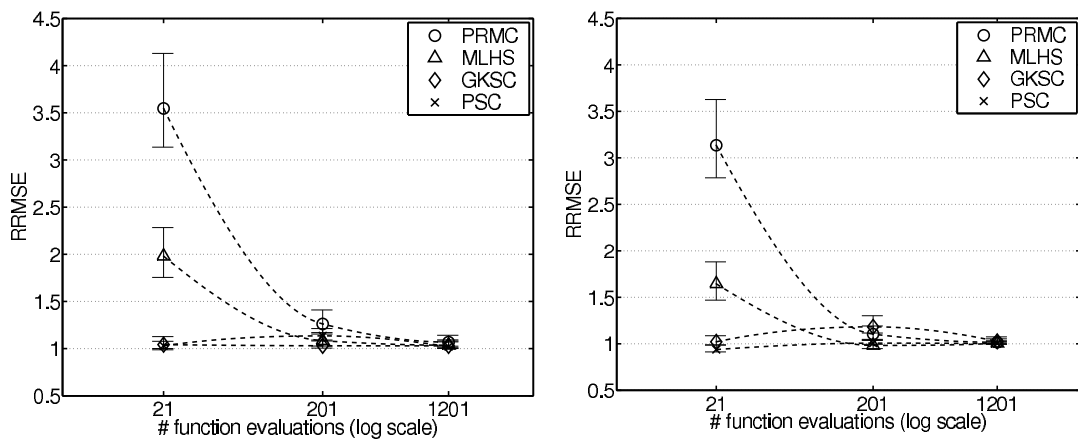 4.5
4
3.5
3
2.5
2
1.5
1
0.5
RRMSE
PRMC
MLHS
GKSC
PSC
21
201
1201
# function evaluations (log scale)
4.5
4
3.5
3
2.5
2
1.5
1
0.5
RRMSE
PRMC
MLHS
GKSC
PSC
21
201
1201
# function evaluations (log scale)